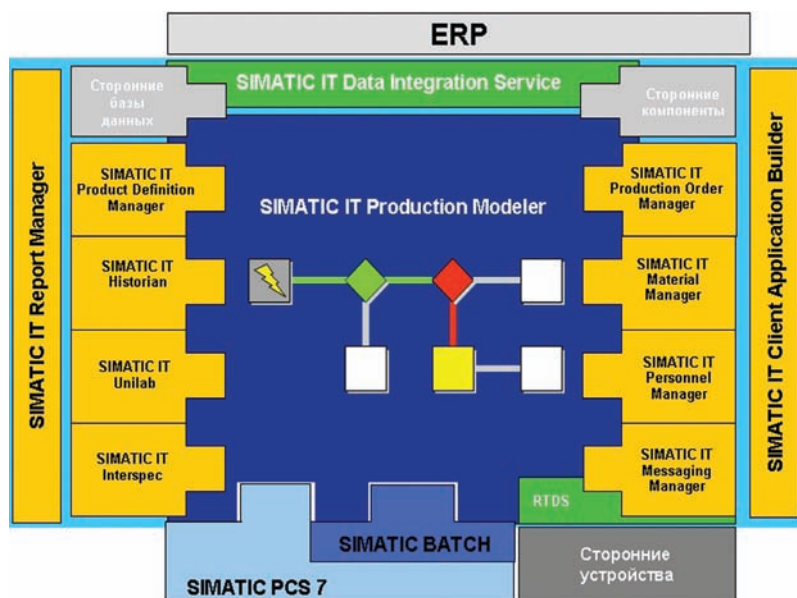 ERP
SIMATIC IT Data Integration Service
Сторонние
базы
данных
Сторонние
компоненты
SIMATIC IT Report Manager
SIMATIC IT
Product Definition
Manager
SIMATIC IT
Historian
SIMATIC IT
Unilab
SIMATIC IT
Interspec
SIMATIC IT Production Modeler
SIMATIC IT
Production Order
Manager
SIMATIC IT
Material
Manager
SIMATIC IT
Personnel
Manager
SIMATIC IT
Messaging
Manager
SIMATIC IT Client Application Builder
RTDS
SIMATIC BATCH
SIMATIC PCS 7
Сторонние
устройства